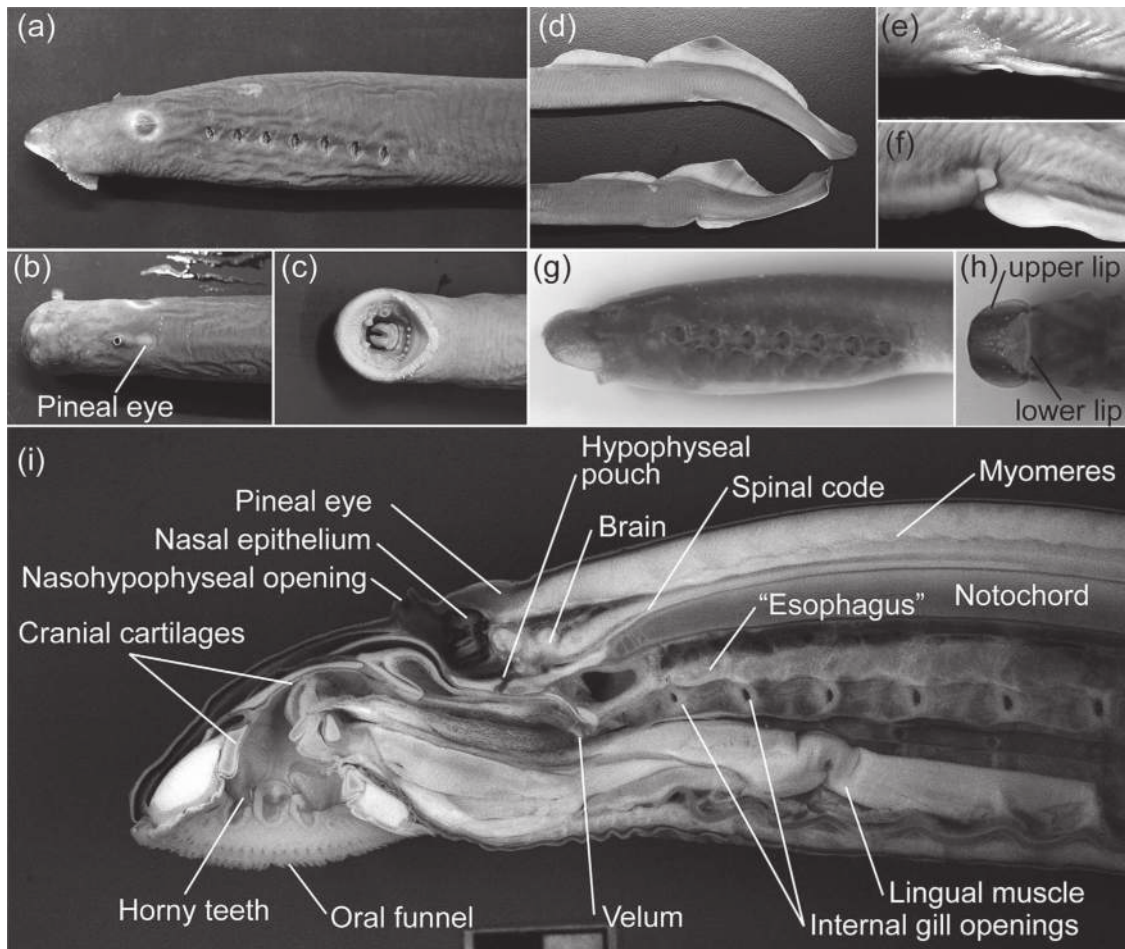 (a)
(d)
(e)
(f)
(b)
Pineal eye
(c)
(g)
(h)
upper lip
lower lip
(i)
Hypophyseal
pouch
Pineal eye
Spinal code
Myomeres
Nasal epithelium
Brain
Nasohypophyseal opening
"Esophagus"
Notochord
Cranial cartilages
Horny teeth
Oral funnel
Velum
Lingual muscle
Internal gill openings